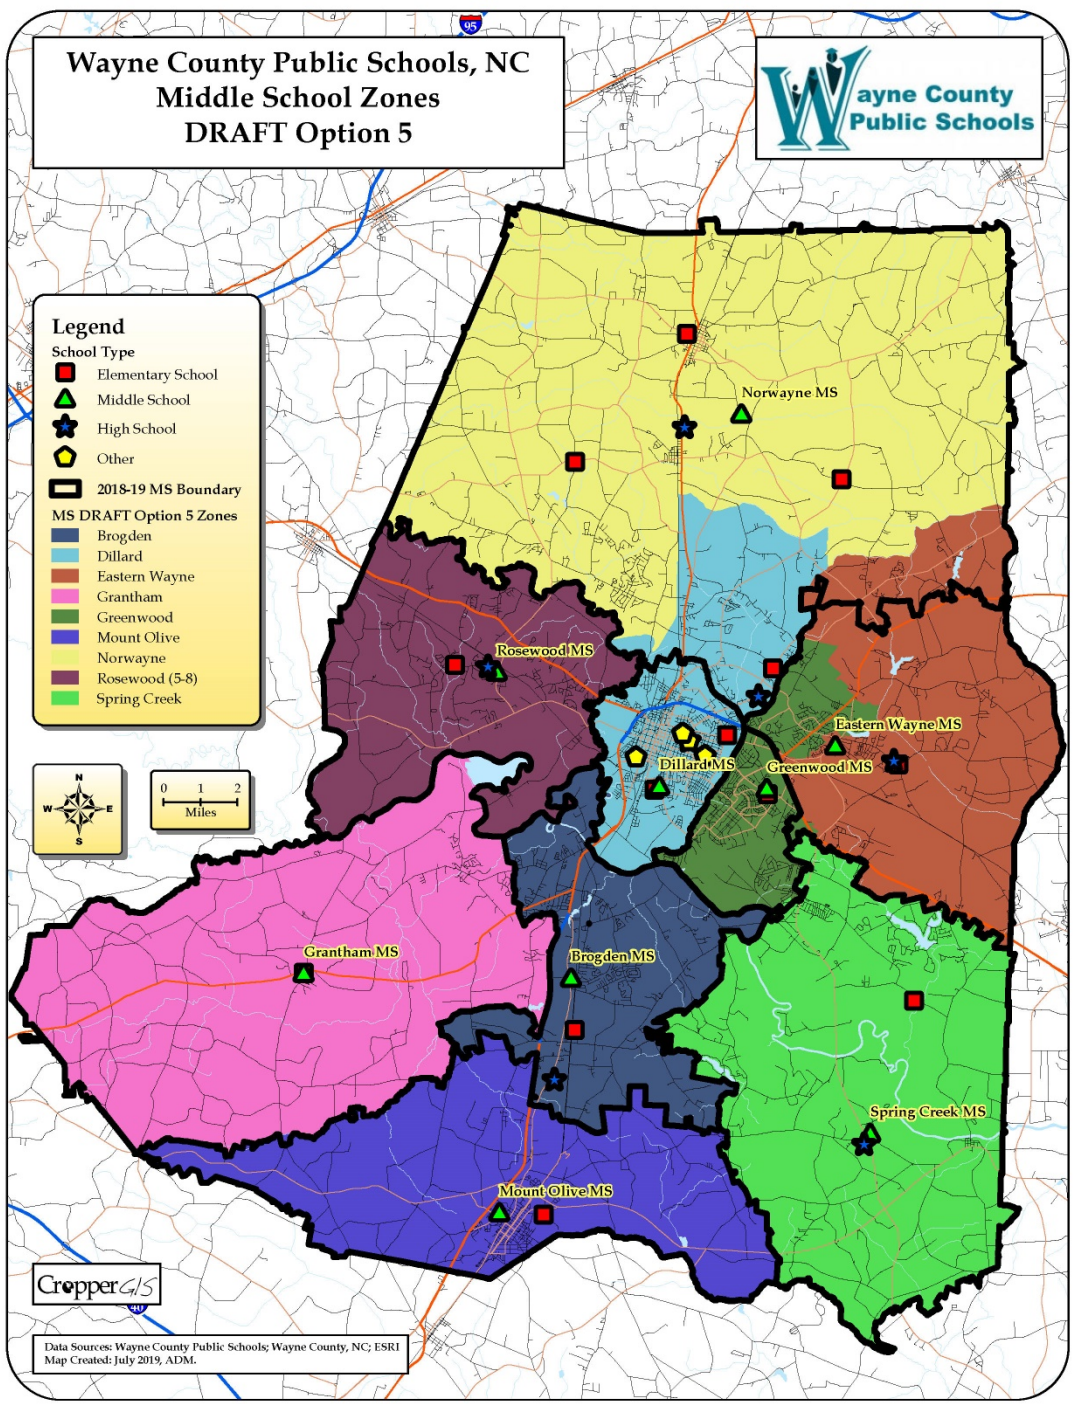 95
Wayne County Public Schools, NC
Middle School Zones
DRAFT Option 5
Wayne County
Public Schools
Legend
School Type
Elementary School
Middle School
High School
Other
2018-19 MS Boundary
MS DRAFT Option 5 Zones
Brogden
Dillard
Eastern Wayne
Grantham
Greenwood
Mount Olive
Norwayne
Rosewood (5-8)
Spring Creek
N
W E
S
0 1 2
Miles
Norwayne MS
Rosewood MS
Eastern Wayne MS
Dillard MS
Greenwood MS
Grantham MS
Brogden MS
Spring Creek MS
Mount Olive MS
Cropper GIS
40
Data Sources: Wayne County Public Schools; Wayne County, NC; ESRI
Map Created: July 2019, ADM.